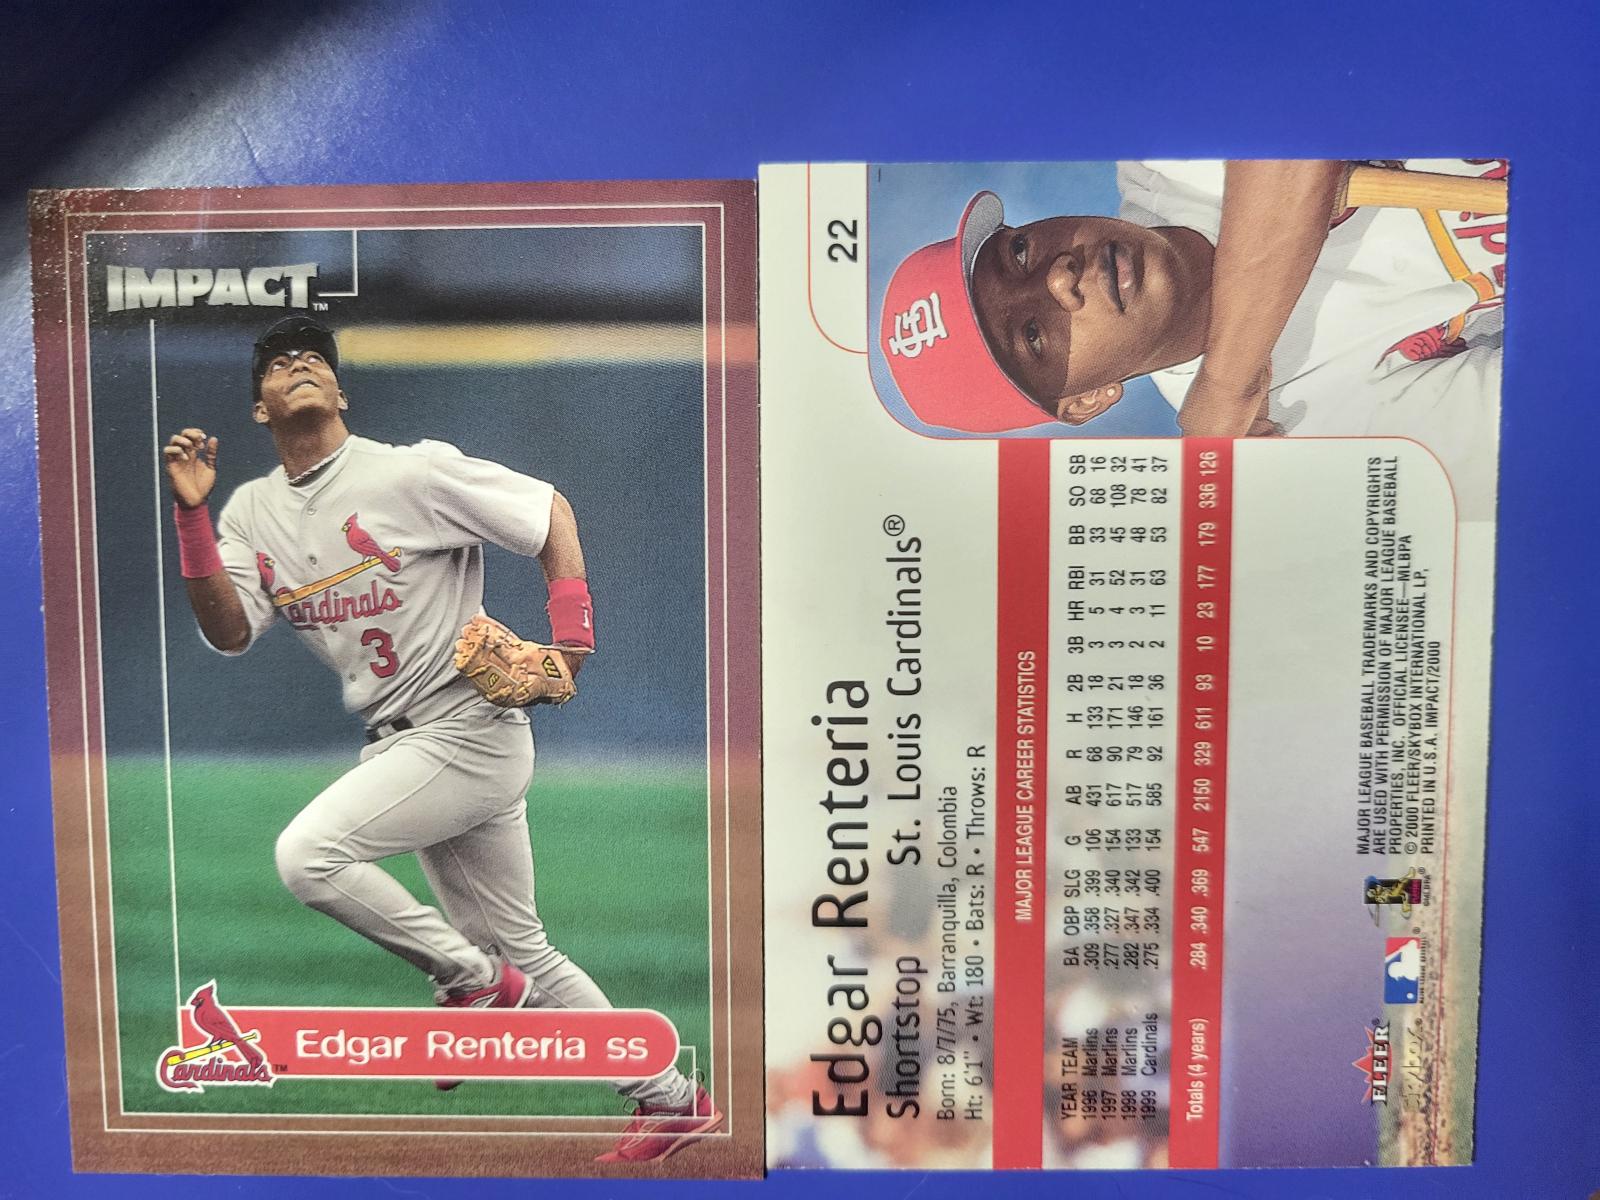 IMPACT™
Cardinals
3
Cardinals™
Edgar Renteria SS
22
Edgar Renteria
Shortstop St. Louis Cardinals®
Born: 8/7/75, Barranquilla, Colombia
Ht: 6'1" • Wt: 180 • Bats: R • Throws: R
MAJOR LEAGUE CAREER STATISTICS
YEAR TEAM BA OBP SLG G AB R H 2B 3B HR RBI BB SO SB
1996 Marlins .309 .358 .399 106 431 68 133 18 3 5 31 33 68 16
1997 Marlins .277 .327 .340 154 617 90 171 21 3 4 52 45 108 32
1998 Marlins .282 .347 .342 133 517 79 146 18 2 3 31 48 78 41
1999 Cardinals .275 .334 .400 154 585 92 161 36 2 11 63 53 82 37
Totals (4 years) .284 .340 .369 547 2150 329 611 93 10 23 177 179 336 126
MAJOR LEAGUE BASEBALL TRADEMARKS AND COPYRIGHTS
ARE USED WITH PERMISSION OF MAJOR LEAGUE BASEBALL
PROPERTIES, INC. OFFICIAL LICENSEE—MLBPA
© 2000 FLEER/SKYBOX INTERNATIONAL LP,
PRINTED IN U.S.A. IMPACT/2000
FLEER®
StL